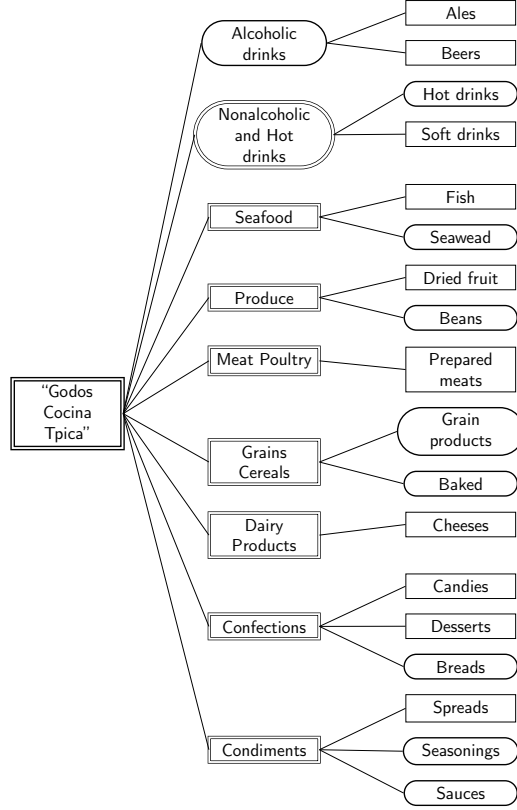 Alcoholic
drinks
Ales
Beers
Nonalcoholic
and Hot
drinks
Hot drinks
Soft drinks
Seafood
Fish
Seawead
Produce
Dried fruit
Beans
Meat Poultry
Prepared
meats
“Godos
Cocina
Tpica”
Grains
Cereals
Grain
products
Baked
Dairy
Products
Cheeses
Confections
Candies
Desserts
Breads
Condiments
Spreads
Seasonings
Sauces